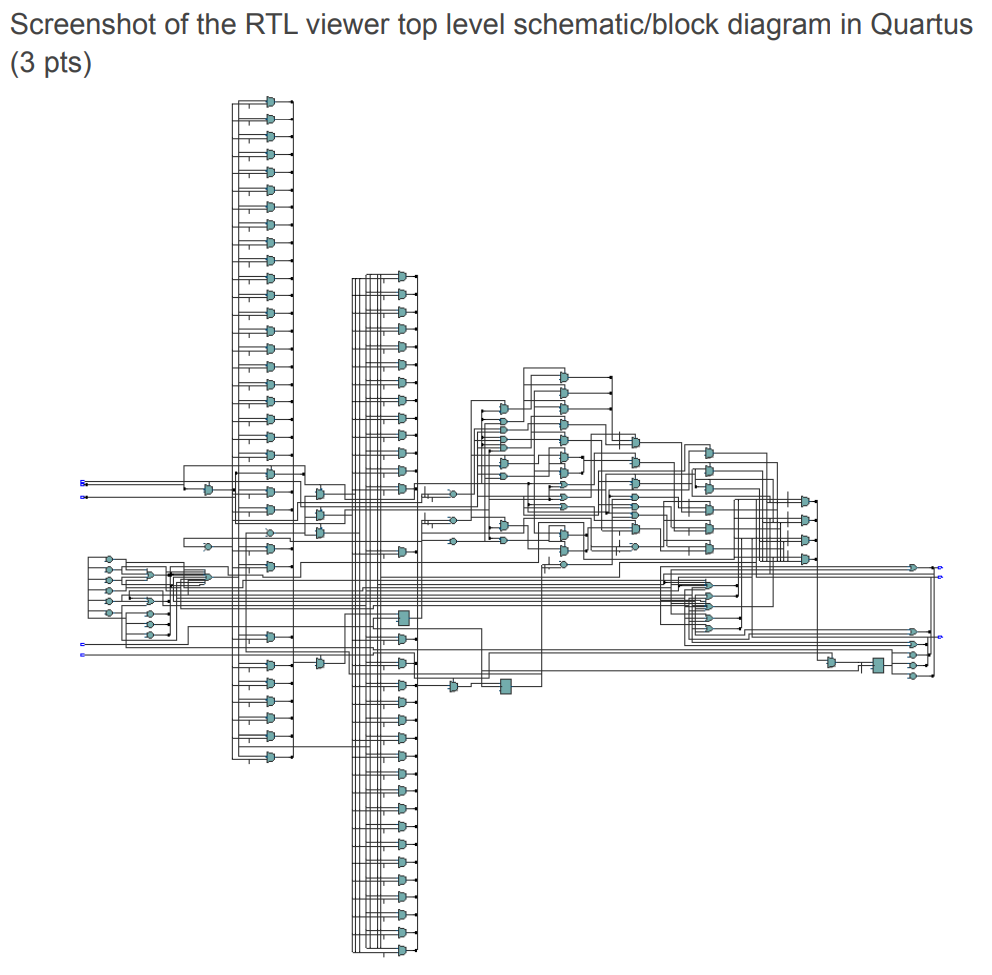 Screenshot of the RTL viewer top level schematic/block diagram in Quartus
(3 pts)